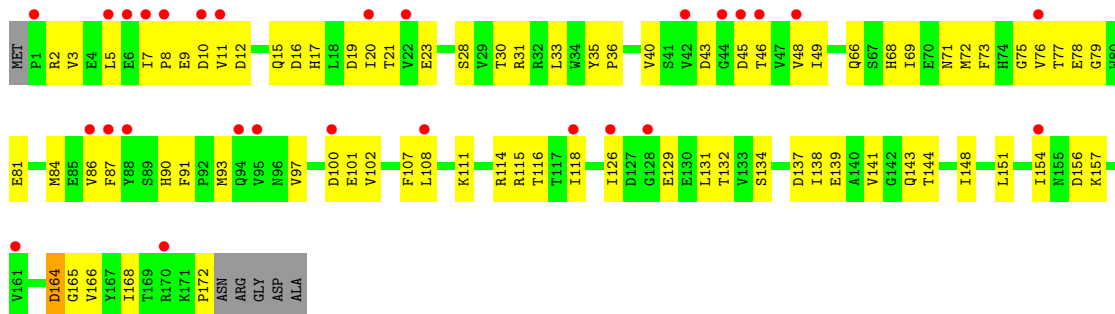 MET P1 R2 V3 E4 L5 E6 I7 P8 E9 D10 V11 D12 Q15 D16 H17 L18 D19 I20 T21 V22 E23 S28 V29 T30 R31 R32 L33 W34 Y35 P36 V40 S41 V42 D43 G44 D45 T46 V47 V48 I49 Q66 S67 H68 I69 E70 N71 M72 F73 H74 G75 V76 T77 E78 G79
E81 M84 E85 V86 F87 Y88 S89 H90 F91 P92 M93 Q94 V95 N96 V97 D100 E101 V102 F107 L108 K111 R114 R115 T116 T117 I118 I126 D127 G128 E129 E130 L131 T132 V133 S134 D137 I138 E139 A140 V141 G142 Q143 T144 I148 L151 I154 N155 D156 K157
V161 D164 G165 V166 Y167 I168 T169 R170 K171 P172 ASN ARG GLY ASP ALA